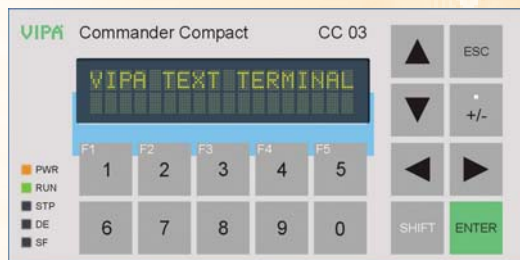 VIPA Commander Compact CC 03
VIPA TEXT TERMINAL
ESC
. +/-
F1 F2 F3 F4 F5
1 2 3 4 5
PWR
RUN
STP
DE
SF
6 7 8 9 0
SHIFT ENTER